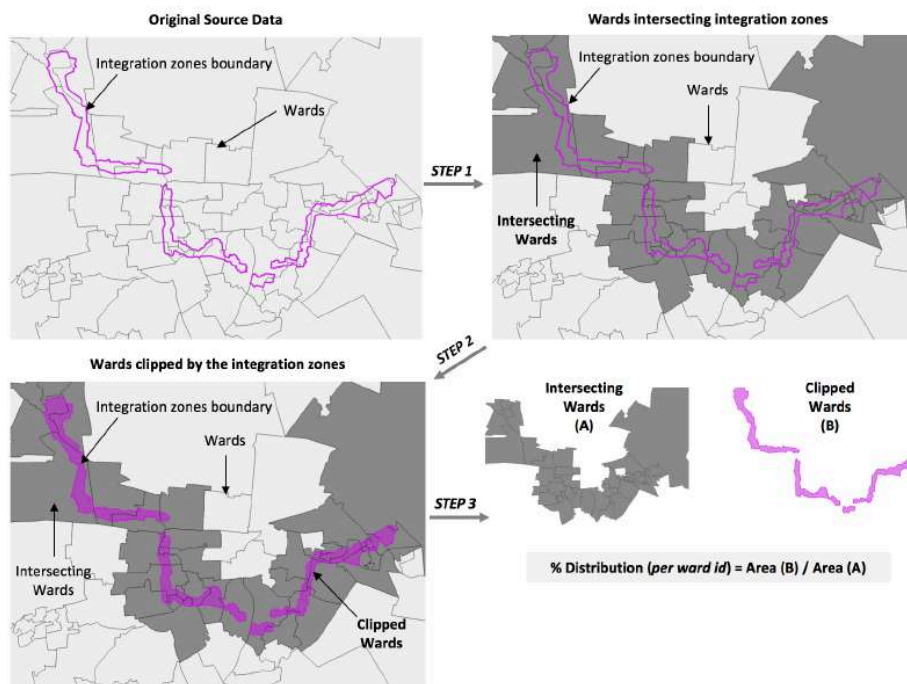 Original Source Data
Integration zones boundary
Wards
STEP 1
Wards intersecting integration zones
Integration zones boundary
Wards
Intersecting
Wards
STEP 2
Wards clipped by the integration zones
Integration zones boundary
Wards
Intersecting
Wards
Clipped
Wards
STEP 3
Intersecting
Wards
(A)
Clipped
Wards
(B)
% Distribution (per ward id) = Area (B) / Area (A)